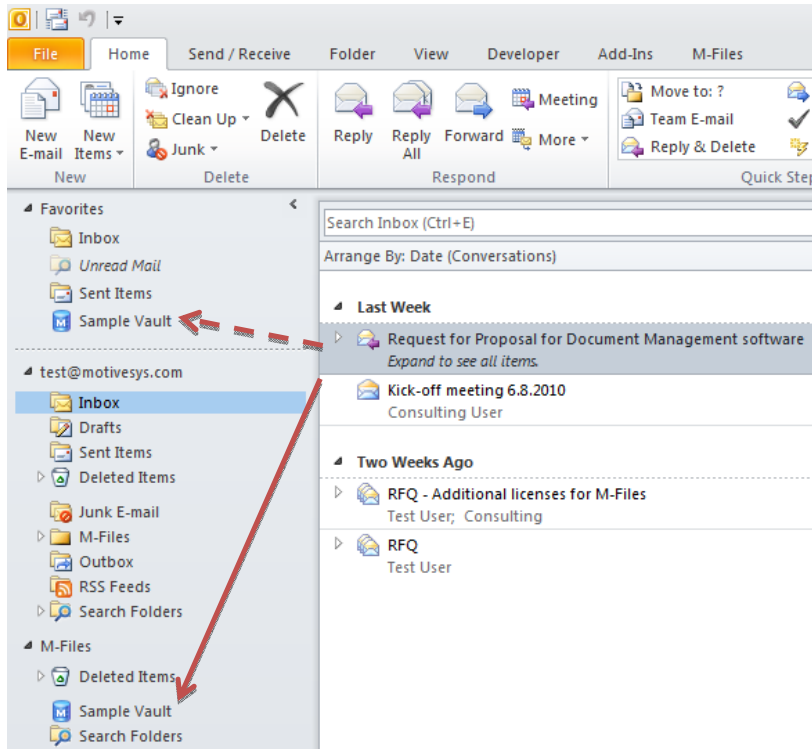 File Home Send / Receive Folder View Developer Add-Ins M-Files
New E-mail
New Items
Ignore
Clean Up
Junk
Delete
Reply
Reply All
Forward
Meeting
More
Move to: ?
Team E-mail
Reply & Delete
New Delete Respond Quick Step
Favorites
Inbox
Unread Mail
Sent Items
Sample Vault
test@motivesys.com
Inbox
Drafts
Sent Items
Deleted Items
Junk E-mail
M-Files
Outbox
RSS Feeds
Search Folders
M-Files
Deleted Items
Sample Vault
Search Folders
Search Inbox (Ctrl+E)
Arrange By: Date (Conversations)
Last Week
Request for Proposal for Document Management software
Expand to see all items.
Kick-off meeting 6.8.2010
Consulting User
Two Weeks Ago
RFQ - Additional licenses for M-Files
Test User; Consulting
RFQ
Test User